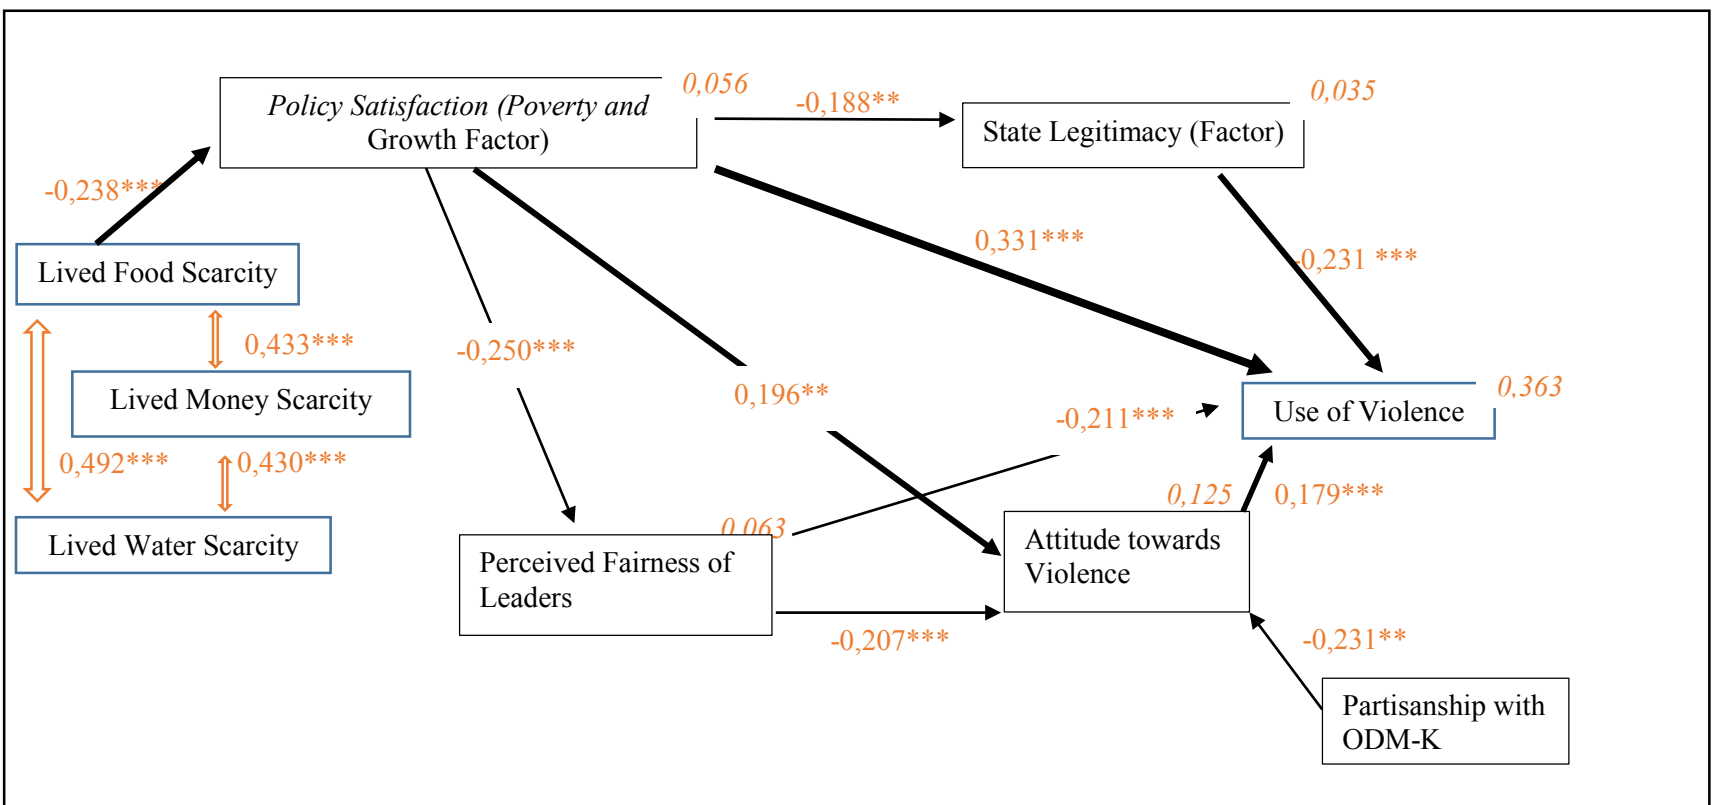 0,056
Policy Satisfaction (Poverty and
Growth Factor)
-0,188**
0,035
State Legitimacy (Factor)
-0,238***
Lived Food Scarcity
0,331***
-0,231 ***
0,433***
-0,250***
Lived Money Scarcity
0,196**
-0,211***
0,363
Use of Violence
0,492***
0,430***
0,125
0,179***
Lived Water Scarcity
0,063
Perceived Fairness of
Leaders
Attitude towards
Violence
-0,207***
-0,231**
Partisanship with
ODM-K